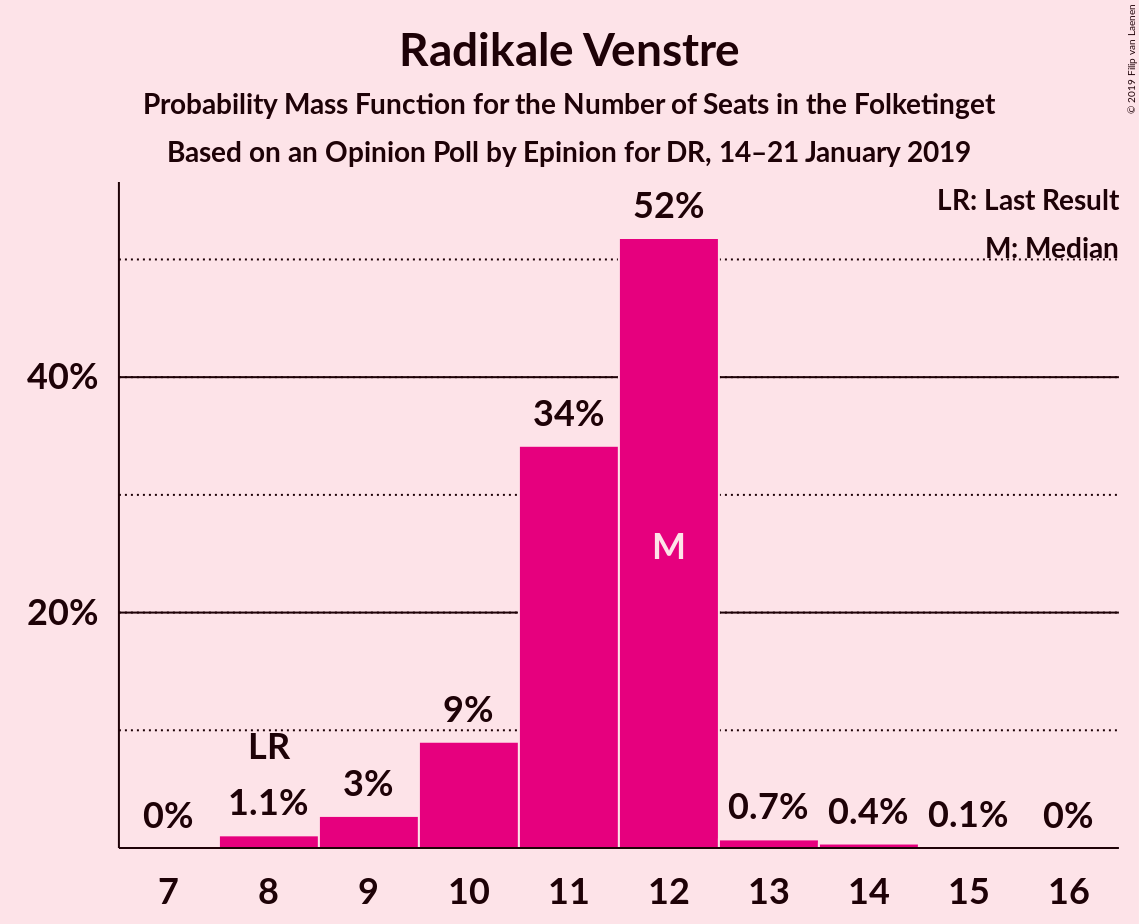 Radikale Venstre
Probability Mass Function for the Number of Seats in the Folketinget
Based on an Opinion Poll by Epinion for DR, 14–21 January 2019
© 2019 Filip van Laenen
LR: Last Result
M: Median
52%
40%
34%
M
20%
9%
LR
3%
1.1%
0%
0.7%
0.4%
0.1%
0%
7 8 9 10 11 12 13 14 15 16